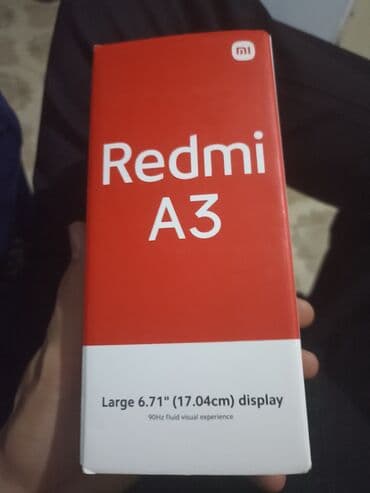 mi
Redmi
A3
Large 6.71" (17.04cm) display
90Hz fluid visual experience